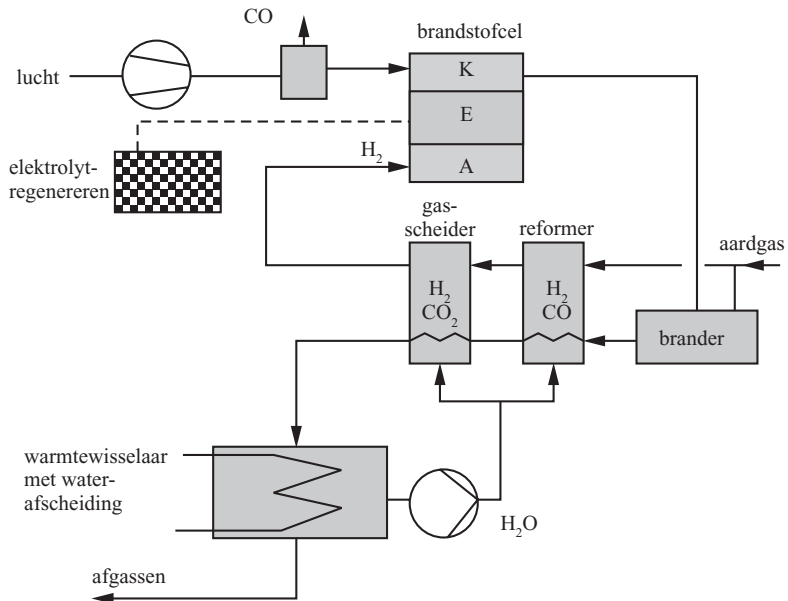 CO
brandstofcel
lucht
K
E
H₂
A
elektrolyt-
regenereren
gas-
scheider
reformer
aardgas
H₂
CO₂
H₂
CO
brander
warmtewisselaar
met water-
afscheiding
H₂O
afgassen